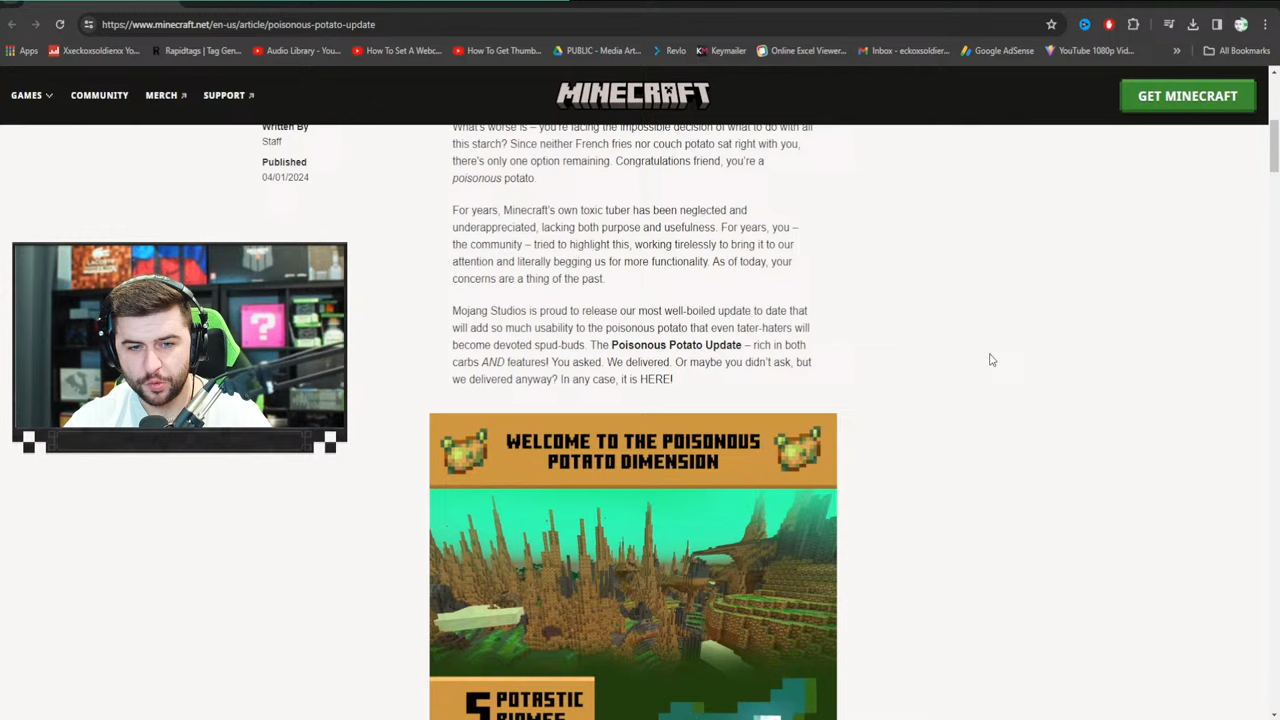 https://www.minecraft.net/en-us/article/poisonous-potato-update
Apps
Xxeckoxsoldierxx Yo...
Rapidtags | Tag Gen...
Audio Library - You...
How To Set A Webc...
How To Get Thumb...
PUBLIC - Media Art...
Revlo
Keymailer
Online Excel Viewer...
Inbox - eckoxsoldier...
Google AdSense
YouTube 1080p Vid...
»
All Bookmarks
GAMES
COMMUNITY
MERCH
SUPPORT
MINECRAFT
GET MINECRAFT
Written By
Staff
Published
04/01/2024
What's worse is – you're facing the impossible decision of what to do with all
this starch? Since neither French fries nor couch potato sat right with you,
there's only one option remaining. Congratulations friend, you're a
poisonous potato.
For years, Minecraft's own toxic tuber has been neglected and
underappreciated, lacking both purpose and usefulness. For years, you –
the community – tried to highlight this, working tirelessly to bring it to our
attention and literally begging us for more functionality. As of today, your
concerns are a thing of the past.
Mojang Studios is proud to release our most well-boiled update to date that
will add so much usability to the poisonous potato that even tater-haters will
become devoted spud-buds. The Poisonous Potato Update – rich in both
carbs AND features! You asked. We delivered. Or maybe you didn't ask, but
we delivered anyway? In any case, it is HERE!
WELCOME TO THE POISONOUS
POTATO DIMENSION
5 POTASTIC
BIOMES